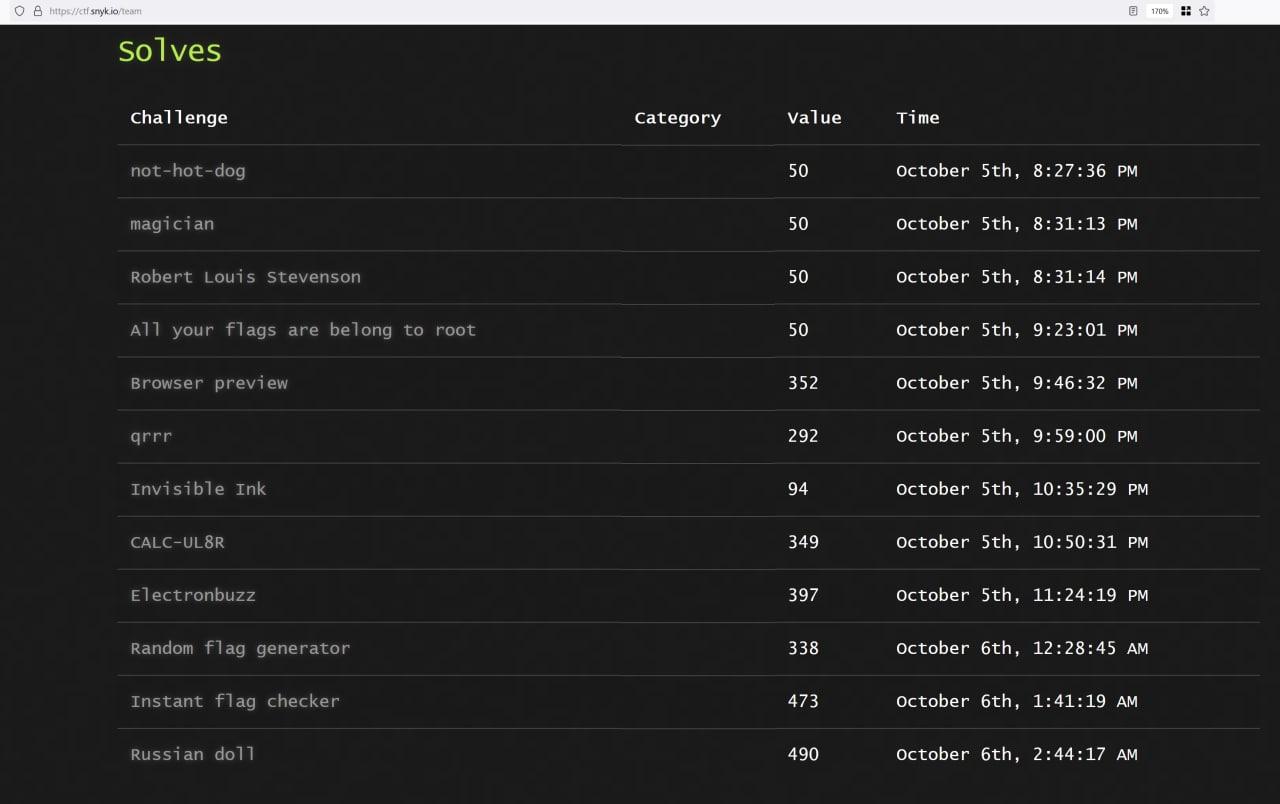 https://ctf.snyk.io/team 170%
Solves
Challenge Category Value Time
not-hot-dog 50 October 5th, 8:27:36 PM
magician 50 October 5th, 8:31:13 PM
Robert Louis Stevenson 50 October 5th, 8:31:14 PM
All your flags are belong to root 50 October 5th, 9:23:01 PM
Browser preview 352 October 5th, 9:46:32 PM
qrrr 292 October 5th, 9:59:00 PM
Invisible Ink 94 October 5th, 10:35:29 PM
CALC-UL8R 349 October 5th, 10:50:31 PM
Electronbuzz 397 October 5th, 11:24:19 PM
Random flag generator 338 October 6th, 12:28:45 AM
Instant flag checker 473 October 6th, 1:41:19 AM
Russian doll 490 October 6th, 2:44:17 AM